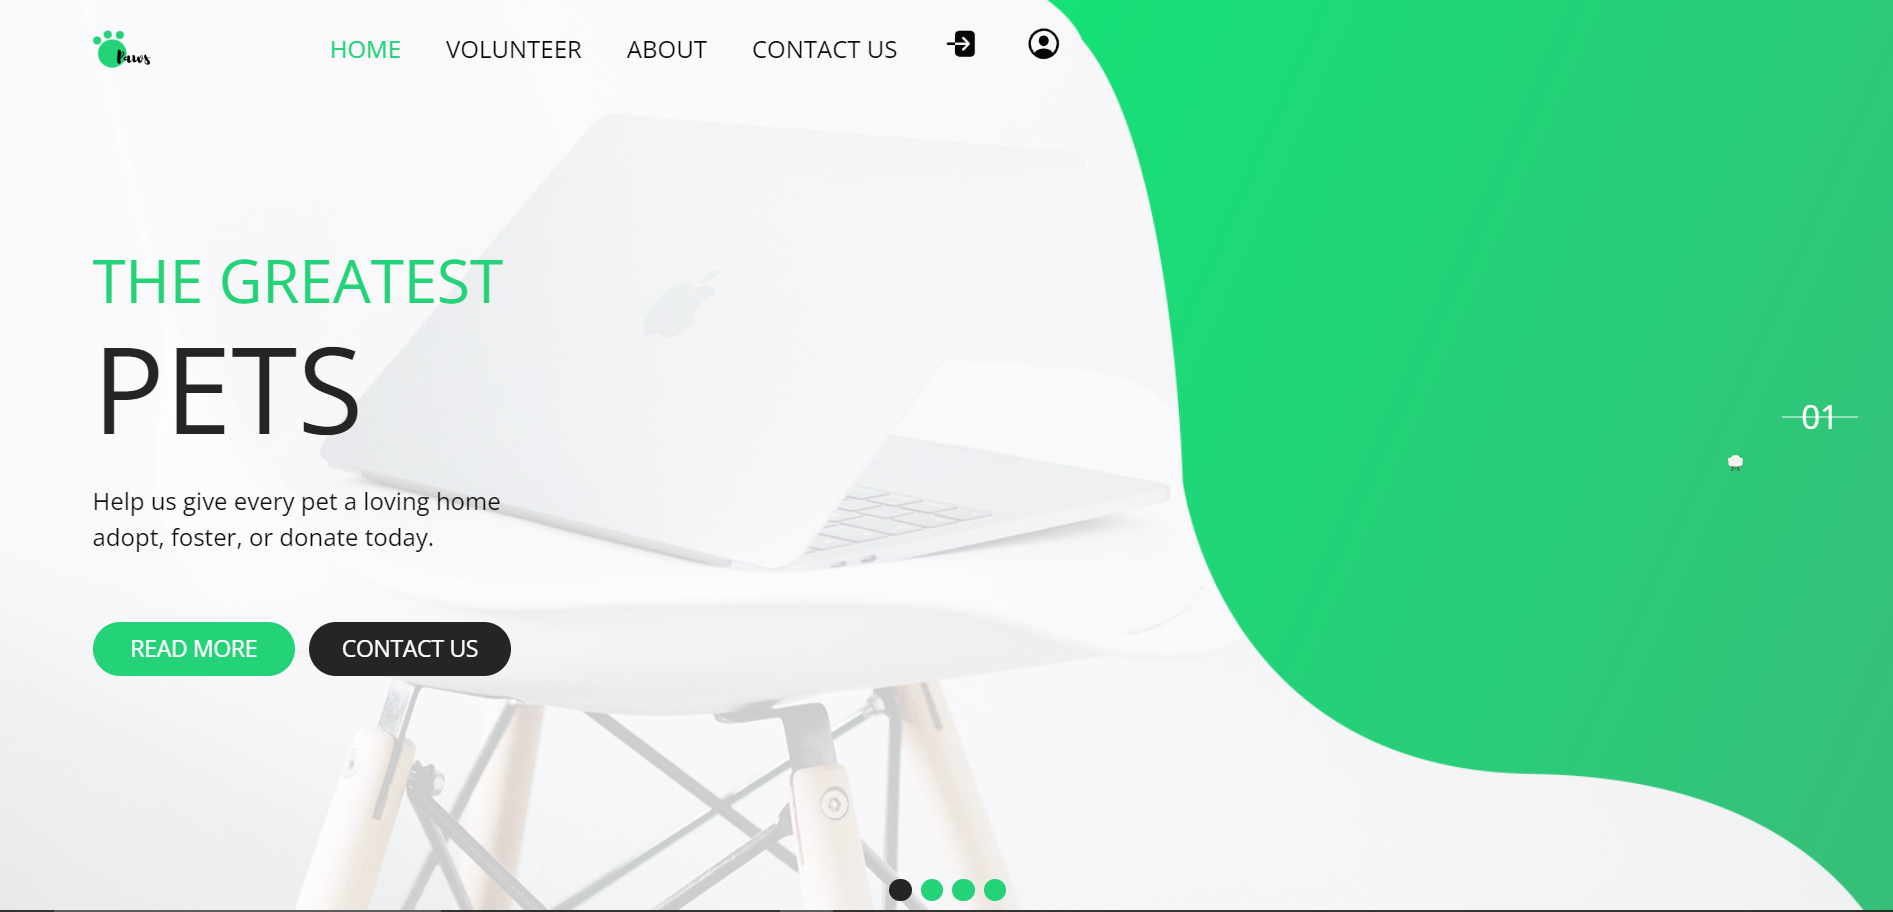 Paws
HOME VOLUNTEER ABOUT CONTACT US
THE GREATEST
PETS
Help us give every pet a loving home
adopt, foster, or donate today.
READ MORE CONTACT US
01